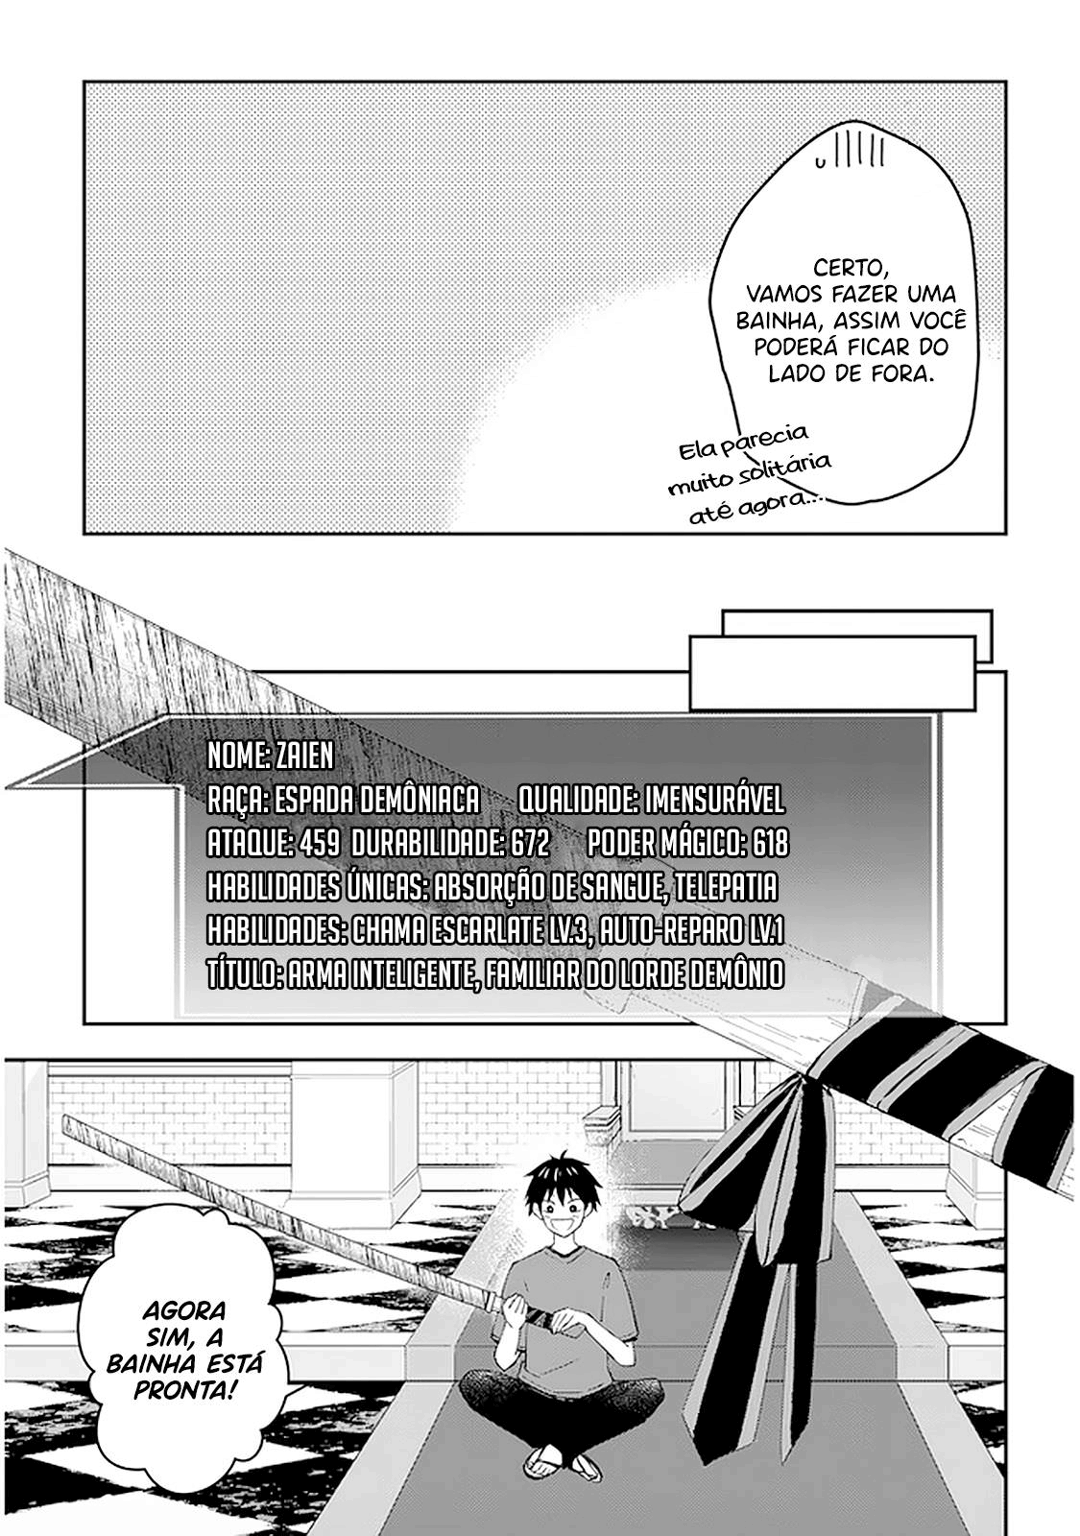 CERTO,
VAMOS FAZER UMA
BAINHA, ASSIM VOCÊ
PODERÁ FICAR DO
LADO DE FORA.
Ela parecia
muito solitária
até agora...
NOME: ZAIEN
RAÇA: ESPADA DEMÔNIACA QUALIDADE: IMENSURÁVEL
ATAQUE: 459 DURABILIDADE: 672 PODER MÁGICO: 618
HABILIDADES ÚNICAS: ABSORÇÃO DE SANGUE, TELEPATIA
HABILIDADES: CHAMA ESCARLATE LV.3, AUTO-REPARO LV.1
TÍTULO: ARMA INTELIGENTE, FAMILIAR DO LORDE DEMÔNIO
AGORA
SIM, A
BAINHA ESTÁ
PRONTA!